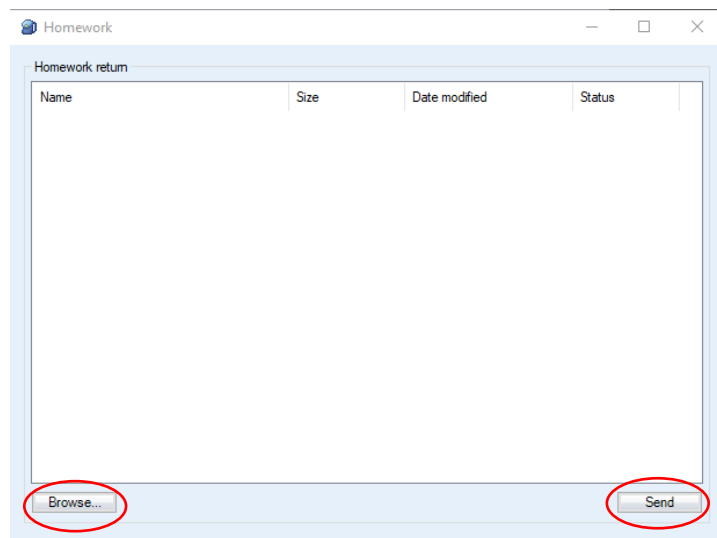 Homework
Homework return
Name Size Date modified Status
Browse... Send